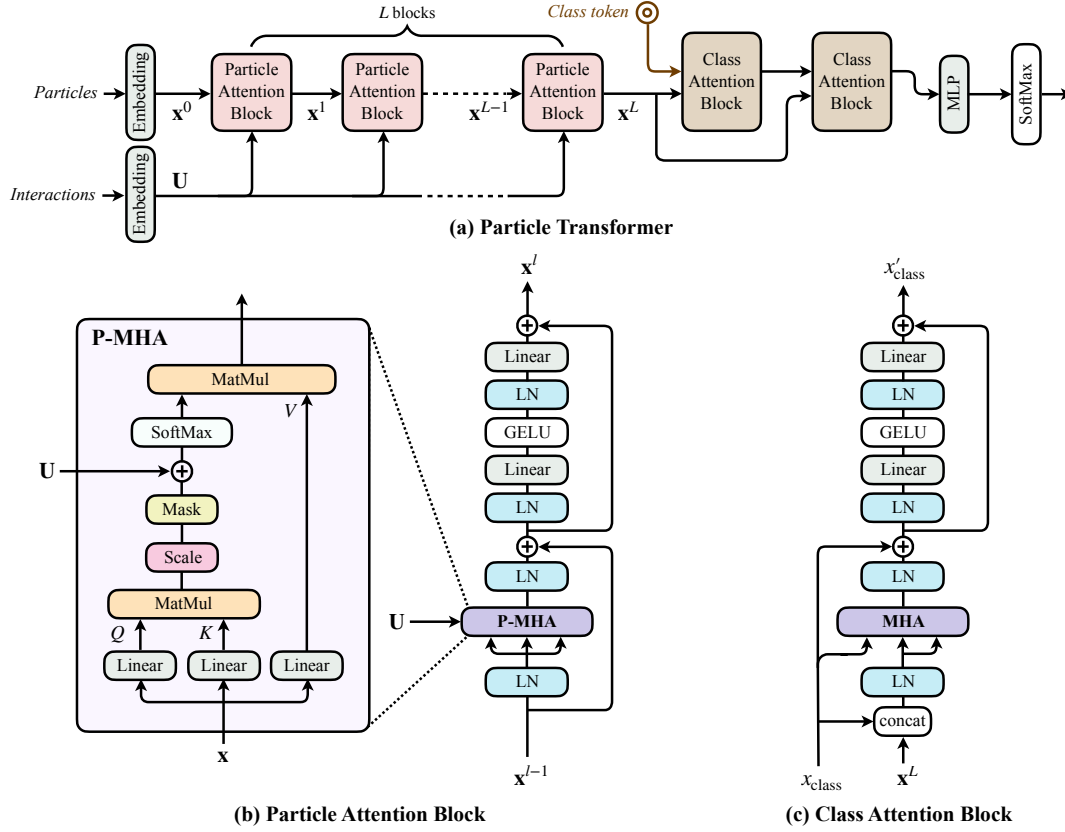 L blocks
Class token
Particles
Embedding
x⁰
Particle
Attention
Block
x¹
Particle
Attention
Block
x^{L−1}
Particle
Attention
Block
x^L
Class
Attention
Block
Class
Attention
Block
MLP
SoftMax
Interactions
Embedding
U
(a) Particle Transformer
P-MHA
MatMul
V
SoftMax
U
+
Mask
Scale
MatMul
Q
K
Linear
Linear
Linear
x
x^l
+
Linear
LN
GELU
Linear
LN
+
LN
U
P-MHA
LN
x^{l−1}
(b) Particle Attention Block
x′_class
+
Linear
LN
GELU
Linear
LN
+
LN
MHA
LN
concat
x_class
x^L
(c) Class Attention Block